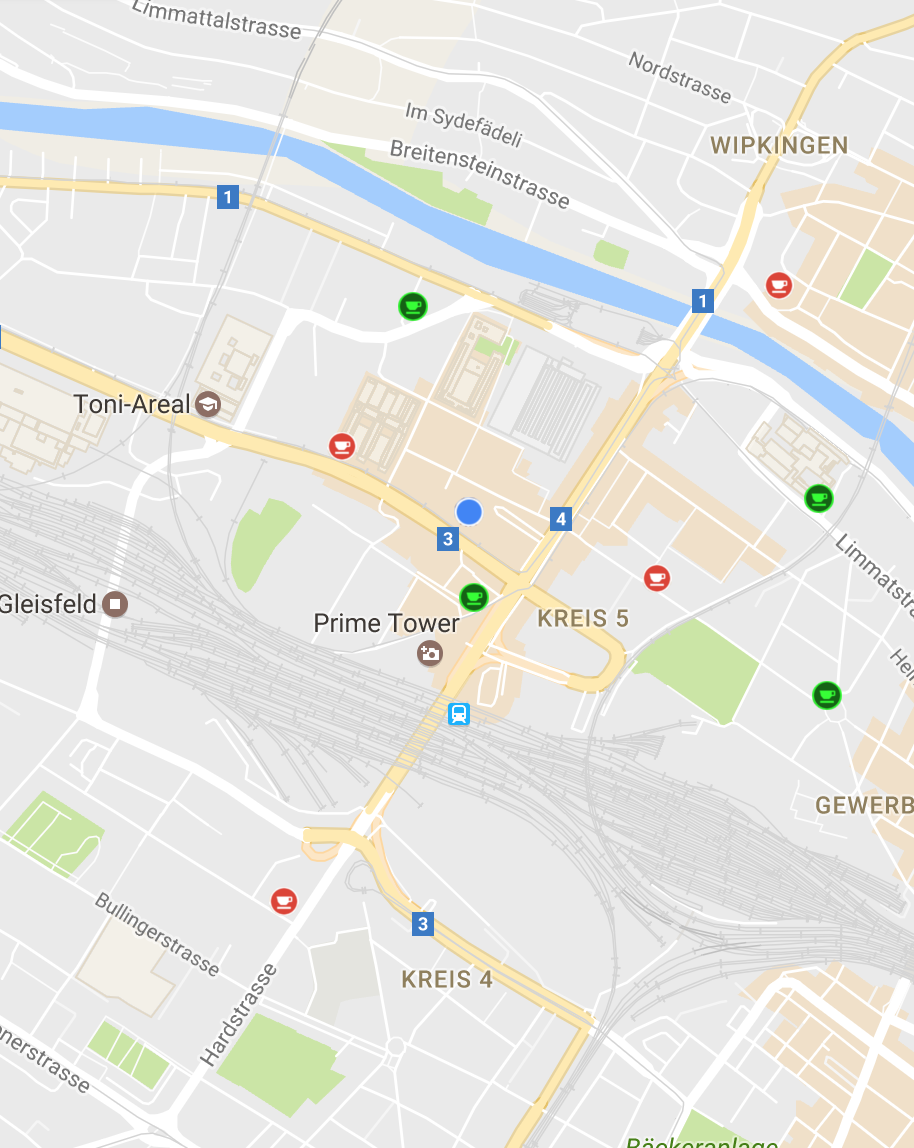 Limmattalstrasse
Nordstrasse
Im Sydefädeli
WIPKINGEN
Breitensteinstrasse
1
1
Toni-Areal
4
3
Limmatstra
Gleisfeld
Prime Tower
KREIS 5
Hei
GEWERB
Bullingerstrasse
3
KREIS 4
Hardstrasse
nerstrasse
Bäckeranlage